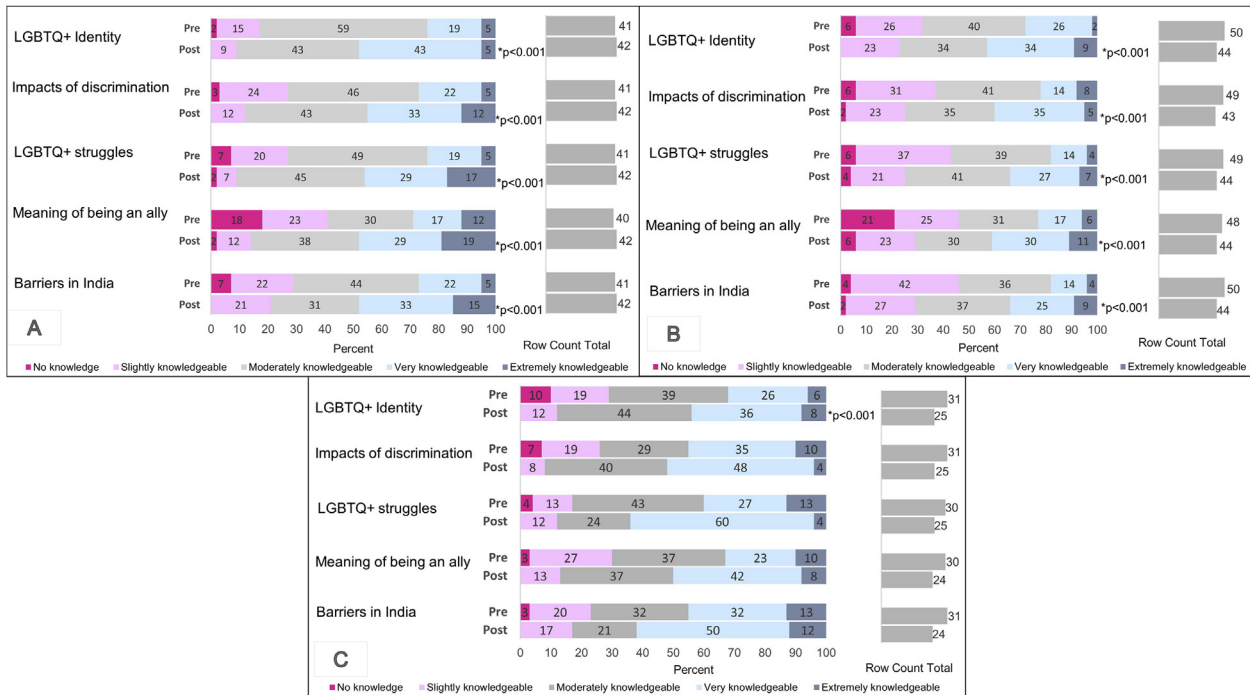 LGBTQ+ Identity
Pre 2 15 59 19 5 41
Post 9 43 43 5 *p<0.001 42
Impacts of discrimination
Pre 3 24 46 22 5 41
Post 12 43 33 12 *p<0.001 42
LGBTQ+ struggles
Pre 7 20 49 19 5 41
Post 2 7 45 29 17 *p<0.001 42
Meaning of being an ally
Pre 18 23 30 17 12 40
Post 2 12 38 29 19 *p<0.001 42
Barriers in India
Pre 7 22 44 22 5 41
Post 21 31 33 15 *p<0.001 42
0 10 20 30 40 50 60 70 80 90 100
A
Percent
Row Count Total
No knowledge Slightly knowledgeable Moderately knowledgeable Very knowledgeable Extremely knowledgeable
LGBTQ+ Identity
Pre 6 26 40 26 2 50
Post 23 34 34 9 *p<0.001 44
Impacts of discrimination
Pre 6 31 41 14 8 49
Post 2 23 35 35 5 *p<0.001 43
LGBTQ+ struggles
Pre 6 37 39 14 4 49
Post 4 21 41 27 7 *p<0.001 44
Meaning of being an ally
Pre 21 25 31 17 6 48
Post 6 23 30 30 11 *p<0.001 44
Barriers in India
Pre 4 42 36 14 4 50
Post 2 27 37 25 9 *p<0.001 44
0 10 20 30 40 50 60 70 80 90 100
B
Percent
Row Count Total
No knowledge Slightly knowledgeable Moderately knowledgeable Very knowledgeable Extremely knowledgeable
LGBTQ+ Identity
Pre 10 19 39 26 6 31
Post 12 44 36 8 *p<0.001 25
Impacts of discrimination
Pre 7 19 29 35 10 31
Post 8 40 48 4 25
LGBTQ+ struggles
Pre 4 13 43 27 13 30
Post 12 24 60 4 25
Meaning of being an ally
Pre 3 27 37 23 10 30
Post 13 37 42 8 24
Barriers in India
Pre 3 20 32 32 13 31
Post 17 21 50 12 24
0 10 20 30 40 50 60 70 80 90 100
C
Percent
Row Count Total
No knowledge Slightly knowledgeable Moderately knowledgeable Very knowledgeable Extremely knowledgeable